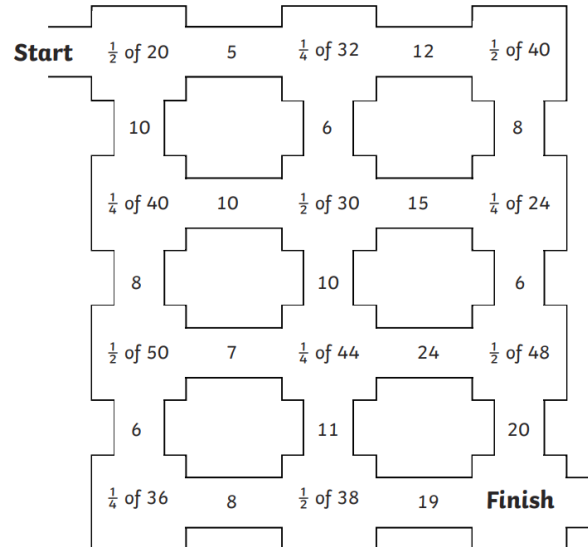 Start 1/2 of 20 5 1/4 of 32 12 1/2 of 40
10 6 8
1/4 of 40 10 1/2 of 30 15 1/4 of 24
8 10 6
1/2 of 50 7 1/4 of 44 24 1/2 of 48
6 11 20
1/4 of 36 8 1/2 of 38 19 Finish